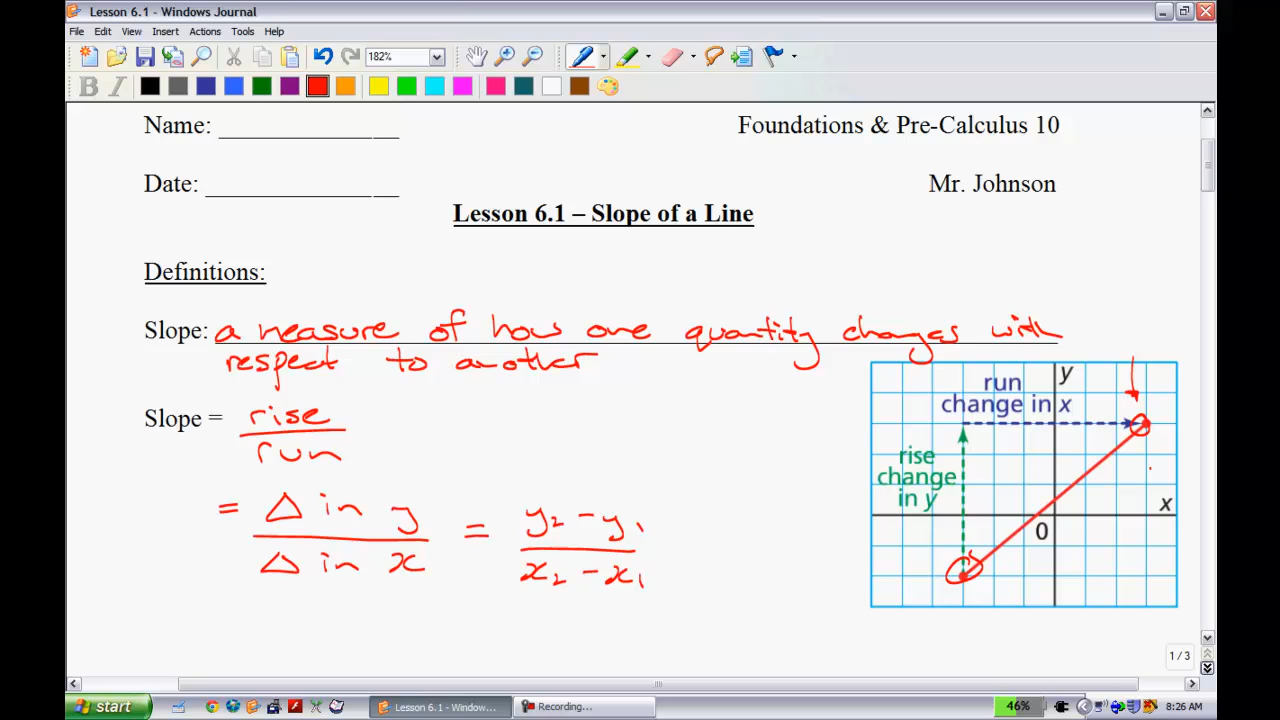 Lesson 6.1 - Windows Journal
File Edit View Insert Actions Tools Help
182%
B I
Name: ______________
Foundations & Pre-Calculus 10
Date: ______________
Mr. Johnson
Lesson 6.1 – Slope of a Line
Definitions:
Slope: a measure of how one quantity changes with
respect to another
Slope = rise
run
= Δ in y = y₂ - y₁
Δ in x x₂ - x₁
y
run
change in x
rise
change
in y
x
0
1 / 3
start
Lesson 6.1 - Window...
Recording...
46%
8:26 AM